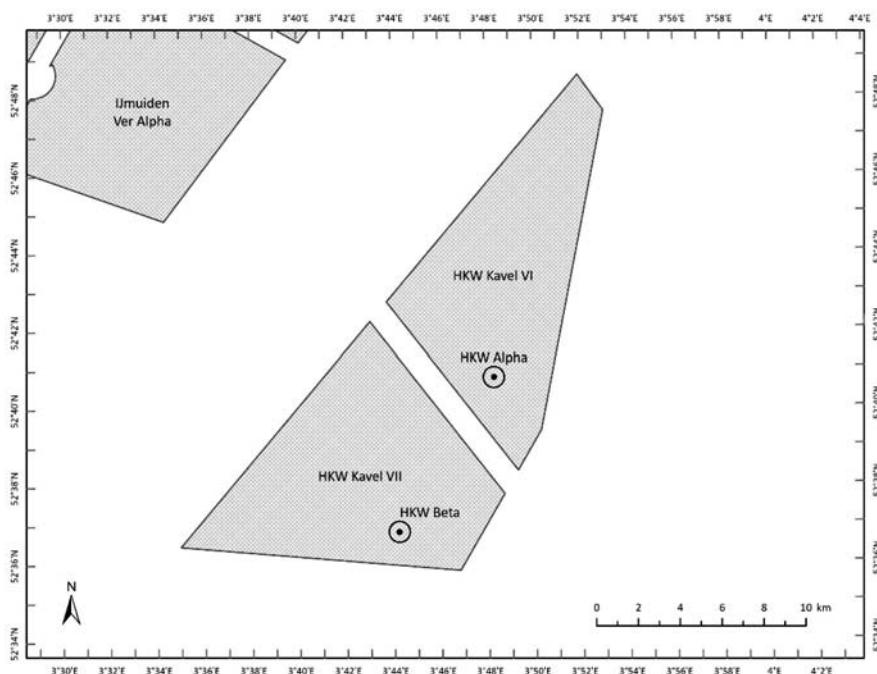 3°30'E 3°32'E 3°34'E 3°36'E 3°38'E 3°40'E 3°42'E 3°44'E 3°46'E 3°48'E 3°50'E 3°52'E 3°54'E 3°56'E 3°58'E 4°E 4°2'E 4°4'E
52°48'N
52°46'N
52°44'N
52°42'N
52°40'N
52°38'N
52°36'N
52°34'N
IJmuiden
Ver Alpha
HKW Kavel VI
HKW Alpha
HKW Kavel VII
HKW Beta
N
0 2 4 6 8 10 km
3°30'E 3°32'E 3°34'E 3°36'E 3°38'E 3°40'E 3°42'E 3°44'E 3°46'E 3°48'E 3°50'E 3°52'E 3°54'E 3°56'E 3°58'E 4°E 4°2'E